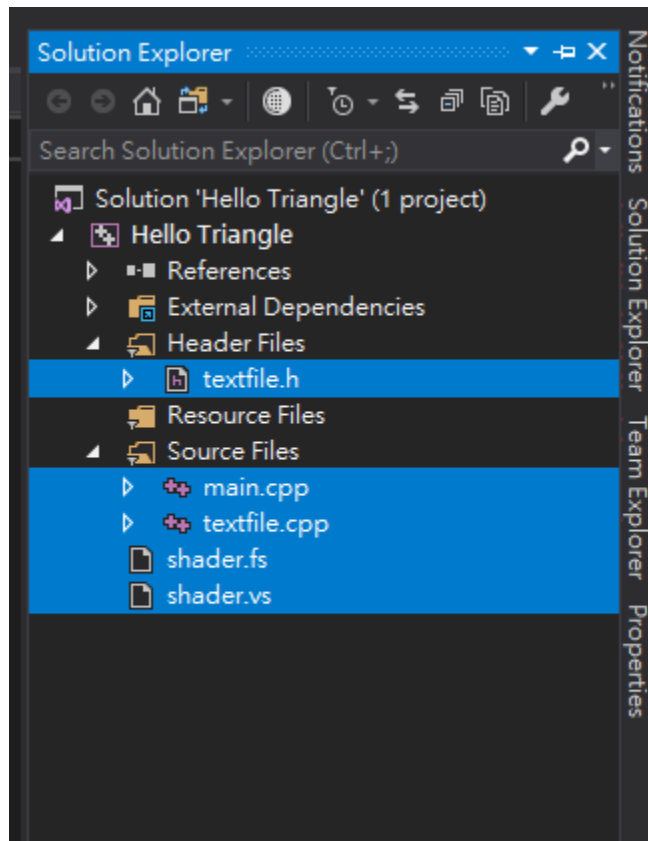 Solution Explorer
Search Solution Explorer (Ctrl+;)
Solution 'Hello Triangle' (1 project)
Hello Triangle
References
External Dependencies
Header Files
textfile.h
Resource Files
Source Files
main.cpp
textfile.cpp
shader.fs
shader.vs
Notifications
Solution Explorer
Team Explorer
Properties